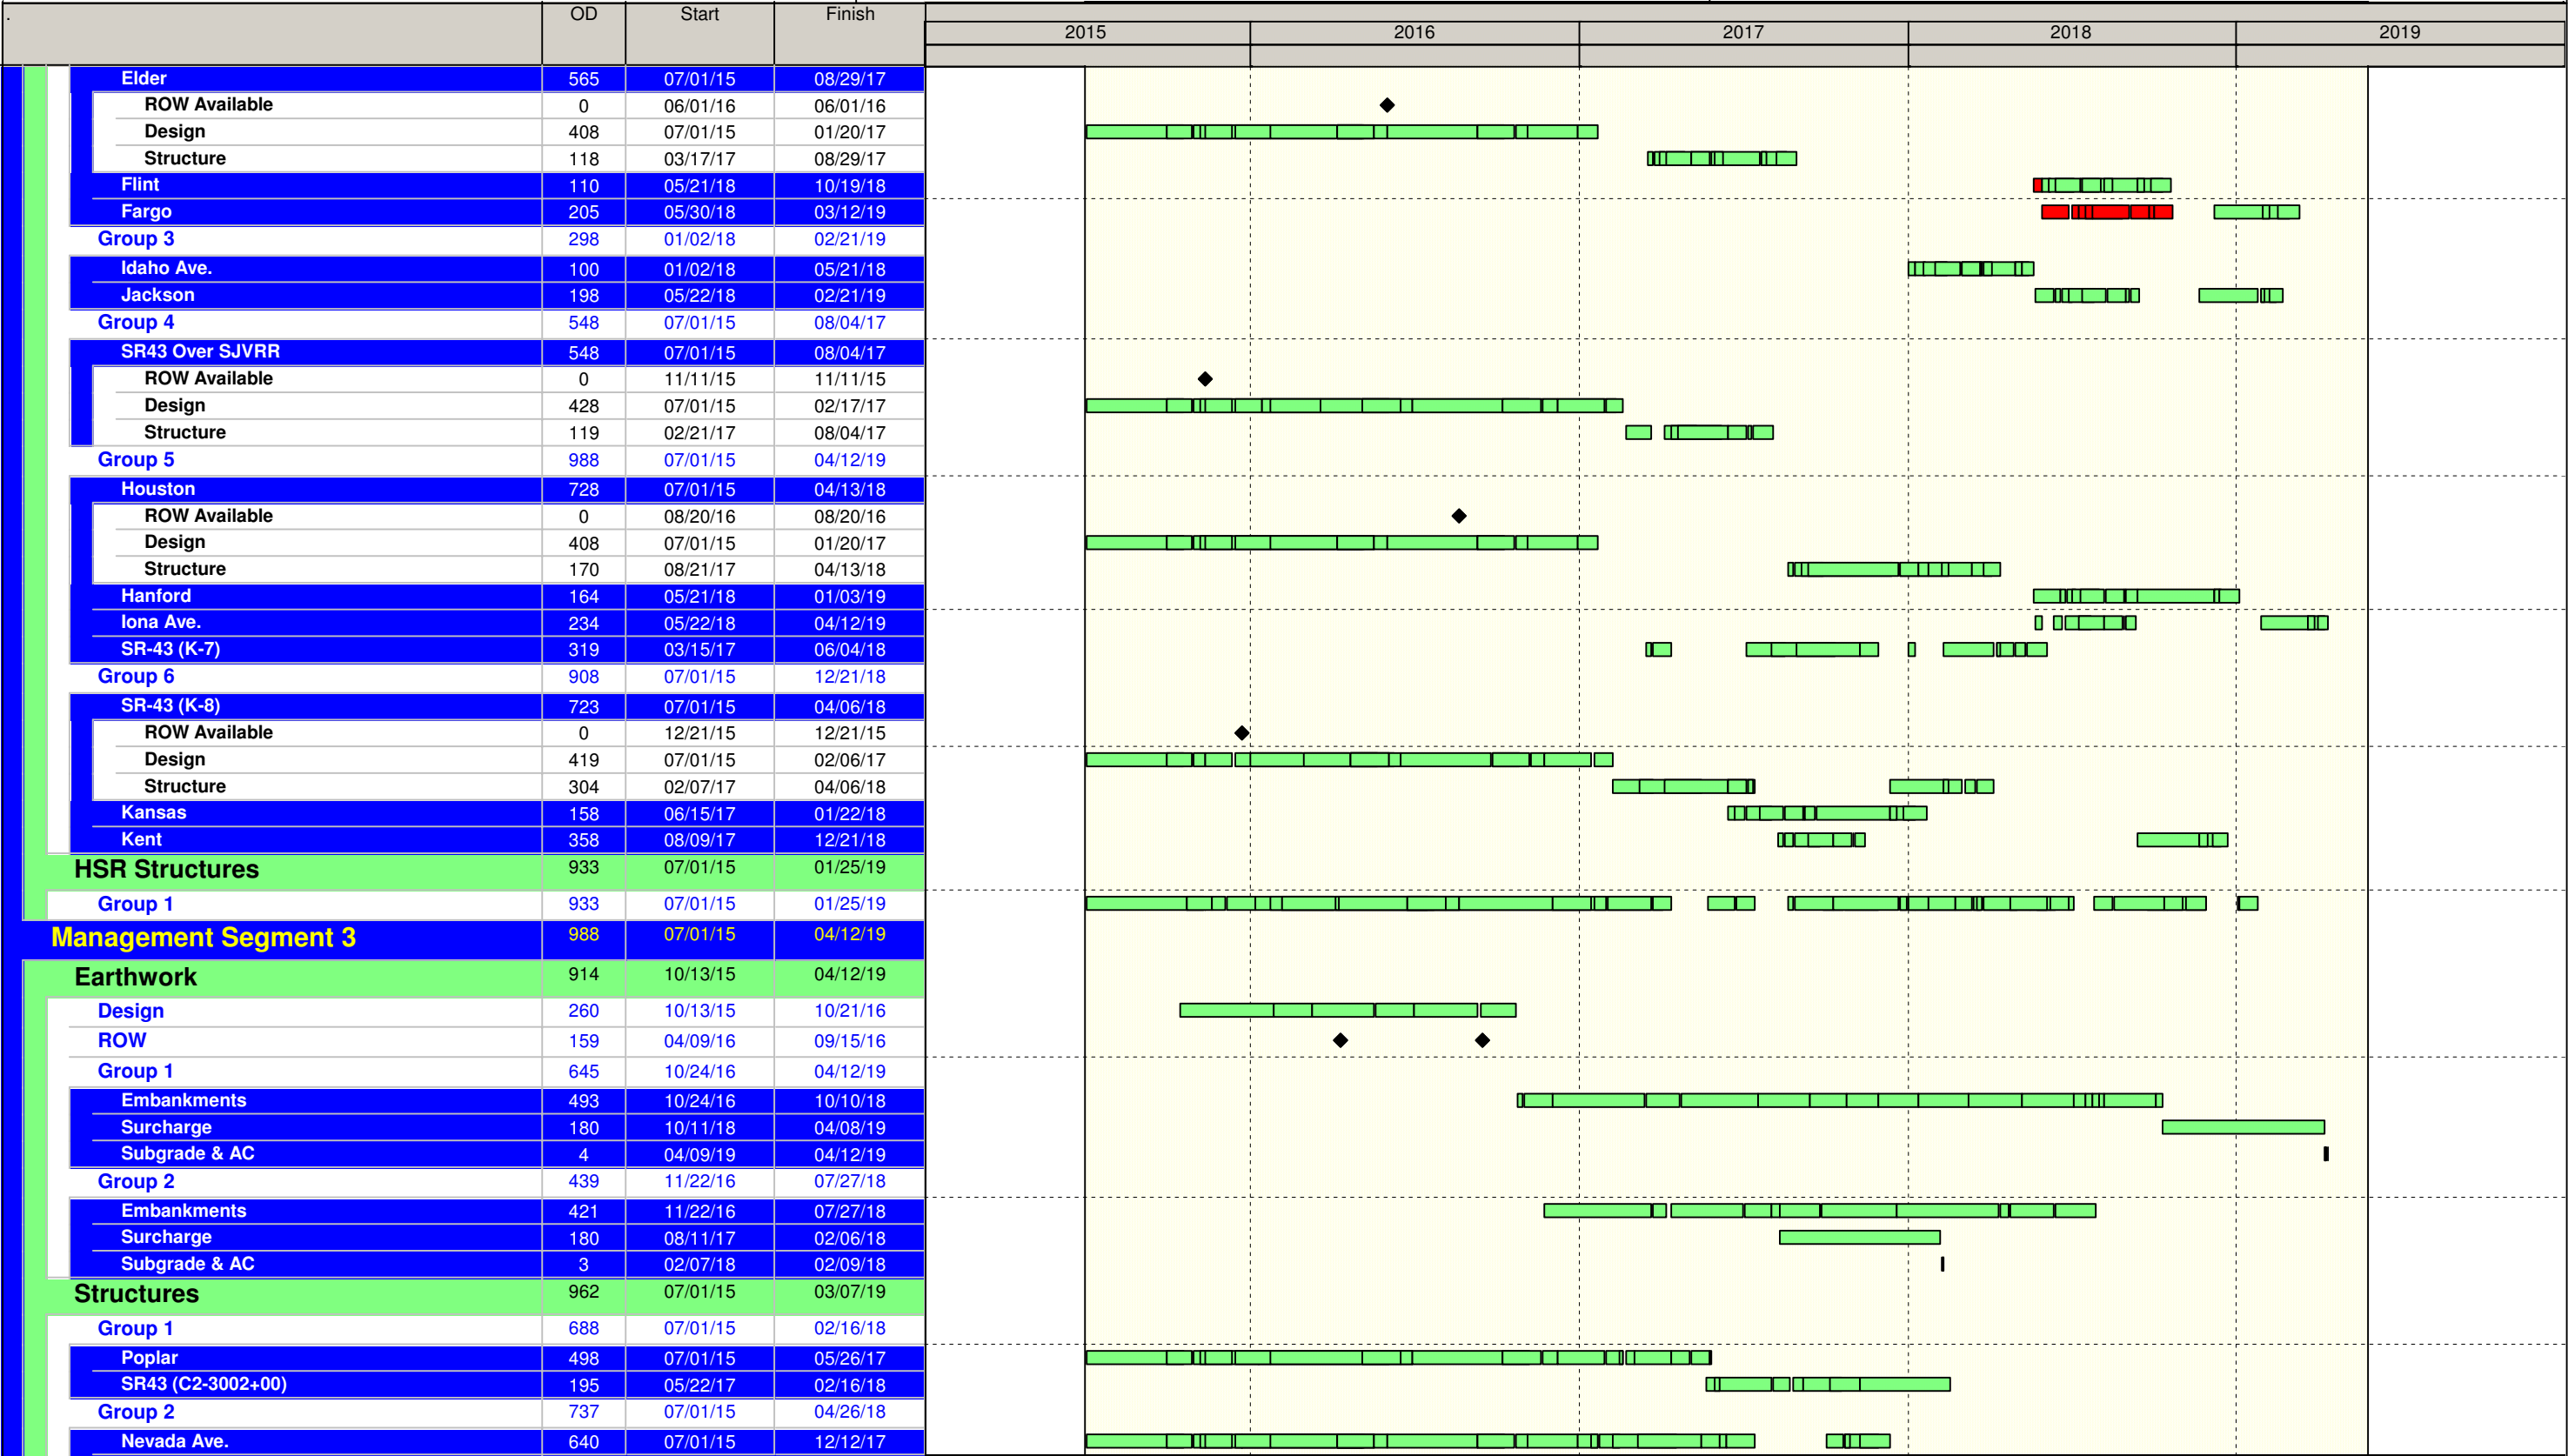 . OD Start Finish
2015 2016 2017 2018 2019
Elder 565 07/01/15 08/29/17
ROW Available 0 06/01/16 06/01/16
Design 408 07/01/15 01/20/17
Structure 118 03/17/17 08/29/17
Flint 110 05/21/18 10/19/18
Fargo 205 05/30/18 03/12/19
Group 3 298 01/02/18 02/21/19
Idaho Ave. 100 01/02/18 05/21/18
Jackson 198 05/22/18 02/21/19
Group 4 548 07/01/15 08/04/17
SR43 Over SJVRR 548 07/01/15 08/04/17
ROW Available 0 11/11/15 11/11/15
Design 428 07/01/15 02/17/17
Structure 119 02/21/17 08/04/17
Group 5 988 07/01/15 04/12/19
Houston 728 07/01/15 04/13/18
ROW Available 0 08/20/16 08/20/16
Design 408 07/01/15 01/20/17
Structure 170 08/21/17 04/13/18
Hanford 164 05/21/18 01/03/19
Iona Ave. 234 05/22/18 04/12/19
SR-43 (K-7) 319 03/15/17 06/04/18
Group 6 908 07/01/15 12/21/18
SR-43 (K-8) 723 07/01/15 04/06/18
ROW Available 0 12/21/15 12/21/15
Design 419 07/01/15 02/06/17
Structure 304 02/07/17 04/06/18
Kansas 158 06/15/17 01/22/18
Kent 358 08/09/17 12/21/18
HSR Structures 933 07/01/15 01/25/19
Group 1 933 07/01/15 01/25/19
Management Segment 3 988 07/01/15 04/12/19
Earthwork 914 10/13/15 04/12/19
Design 260 10/13/15 10/21/16
ROW 159 04/09/16 09/15/16
Group 1 645 10/24/16 04/12/19
Embankments 493 10/24/16 10/10/18
Surcharge 180 10/11/18 04/08/19
Subgrade & AC 4 04/09/19 04/12/19
Group 2 439 11/22/16 07/27/18
Embankments 421 11/22/16 07/27/18
Surcharge 180 08/11/17 02/06/18
Subgrade & AC 3 02/07/18 02/09/18
Structures 962 07/01/15 03/07/19
Group 1 688 07/01/15 02/16/18
Poplar 498 07/01/15 05/26/17
SR43 (C2-3002+00) 195 05/22/17 02/16/18
Group 2 737 07/01/15 04/26/18
Nevada Ave. 640 07/01/15 12/12/17